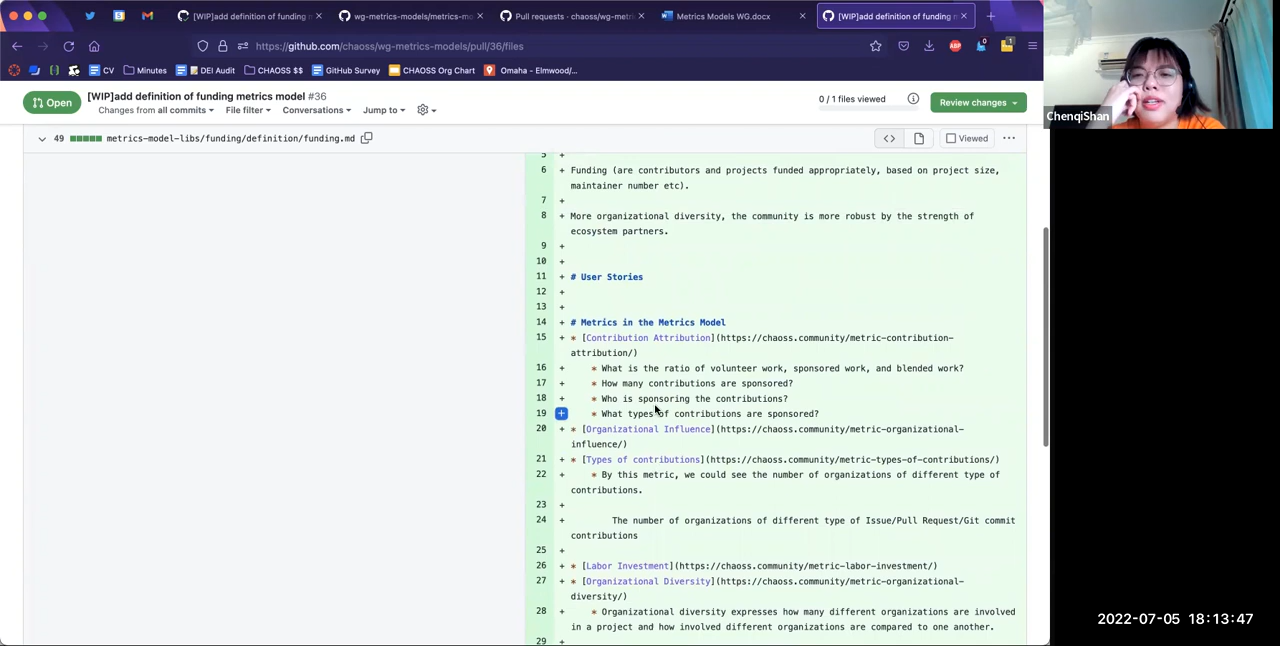 [WIP]add definition of funding m
wg-metrics-models/metrics-mo
Pull requests · chaoss/wg-metri
Metrics Models WG.docx
[WIP]add definition of funding m
https://github.com/chaoss/wg-metrics-models/pull/36/files
CV
Minutes
DEI Audit
CHAOSS $$
GitHub Survey
CHAOSS Org Chart
Omaha - Elmwood/...
Open
[WIP]add definition of funding metrics model #36
Changes from all commits
File filter
Conversations
Jump to
0 / 1 files viewed
Review changes
49 metrics-model-libs/funding/definition/funding.md
Viewed
5 +
6 + Funding (are contributors and projects funded appropriately, based on project size,
maintainer number etc).
7 +
8 + More organizational diversity, the community is more robust by the strength of
ecosystem partners.
9 +
10 +
11 + # User Stories
12 +
13 +
14 + # Metrics in the Metrics Model
15 + * [Contribution Attribution](https://chaoss.community/metric-contribution-
attribution/)
16 + * What is the ratio of volunteer work, sponsored work, and blended work?
17 + * How many contributions are sponsored?
18 + * Who is sponsoring the contributions?
19 + * What types of contributions are sponsored?
20 + * [Organizational Influence](https://chaoss.community/metric-organizational-
influence/)
21 + * [Types of contributions](https://chaoss.community/metric-types-of-contributions/)
22 + * By this metric, we could see the number of organizations of different type of
contributions.
23 +
24 + The number of organizations of different type of Issue/Pull Request/Git commit
contributions
25 +
26 + * [Labor Investment](https://chaoss.community/metric-labor-investment/)
27 + * [Organizational Diversity](https://chaoss.community/metric-organizational-
diversity/)
28 + * Organizational diversity expresses how many different organizations are involved
in a project and how involved different organizations are compared to one another.
29 +
ChenqiShan
2022-07-05 18:13:47